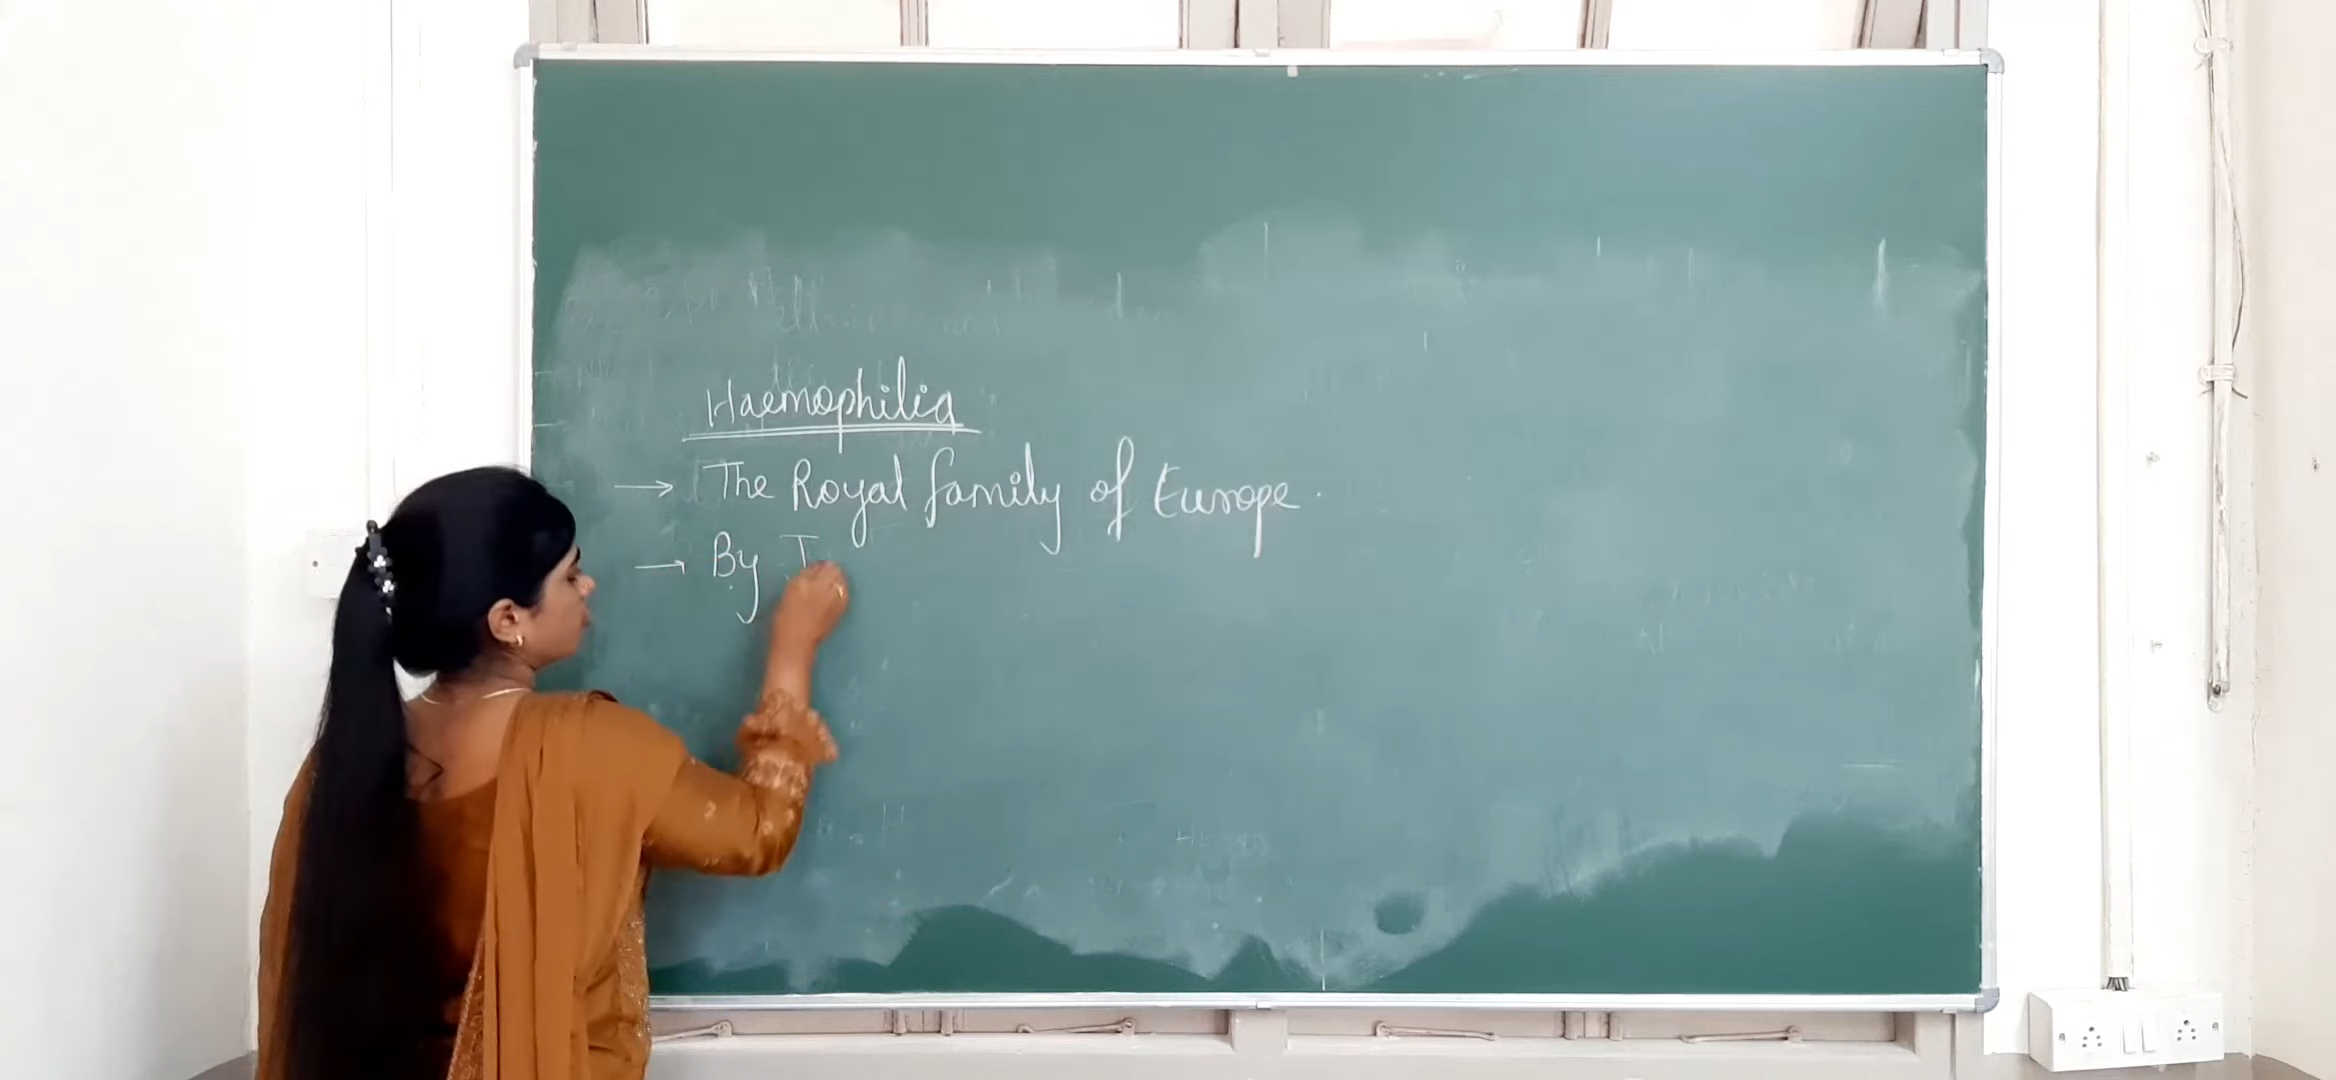 Haemophilia
→ The Royal family of Europe.
→ By J